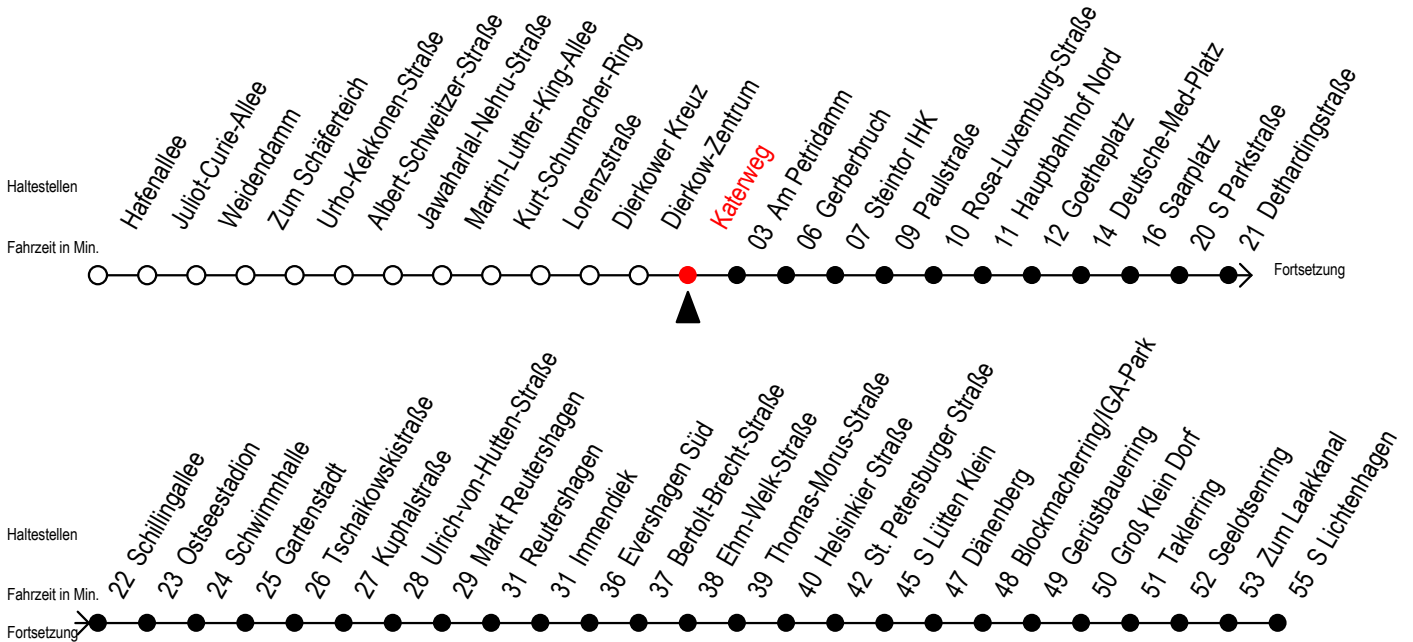 Haltestellen
Hafenallee
Juliot-Curie-Allee
Weidendamm
Zum Schäferteich
Urho-Kekkonen-Straße
Albert-Schweitzer-Straße
Jawaharlal-Nehru-Straße
Martin-Luther-King-Allee
Kurt-Schumacher-Ring
Lorenzstraße
Dierkower Kreuz
Dierkow-Zentrum
Katerweg
03 Am Petridamm
06 Gerberbruch
07 Steintor IHK
09 Paulstraße
10 Rosa-Luxemburg-Straße
11 Hauptbahnhof Nord
12 Goetheplatz
14 Deutsche-Med-Platz
16 Saarplatz
20 S Parkstraße
21 Dethardingstraße
Fahrzeit in Min.
Fortsetzung
Haltestellen
22 Schillingallee
23 Ostseestadion
24 Schwimmhalle
25 Gartenstadt
26 Tschaikowskistraße
27 Kuphalstraße
28 Ulrich-von-Hutten-Straße
29 Markt Reutershagen
31 Reutershagen
31 Immendiek
36 Evershagen Süd
37 Bertolt-Brecht-Straße
38 Ehm-Welk-Straße
39 Thomas-Morus-Straße
40 Helsinkier Straße
42 St. Petersburger Straße
45 S Lütten Klein
47 Dänenberg
48 Blockmacherring/IGA-Park
49 Gerüstbauerring
50 Groß Klein Dorf
51 Taklerring
52 Seelotsenring
53 Zum Laakkanal
55 S Lichtenhagen
Fahrzeit in Min.
Fortsetzung